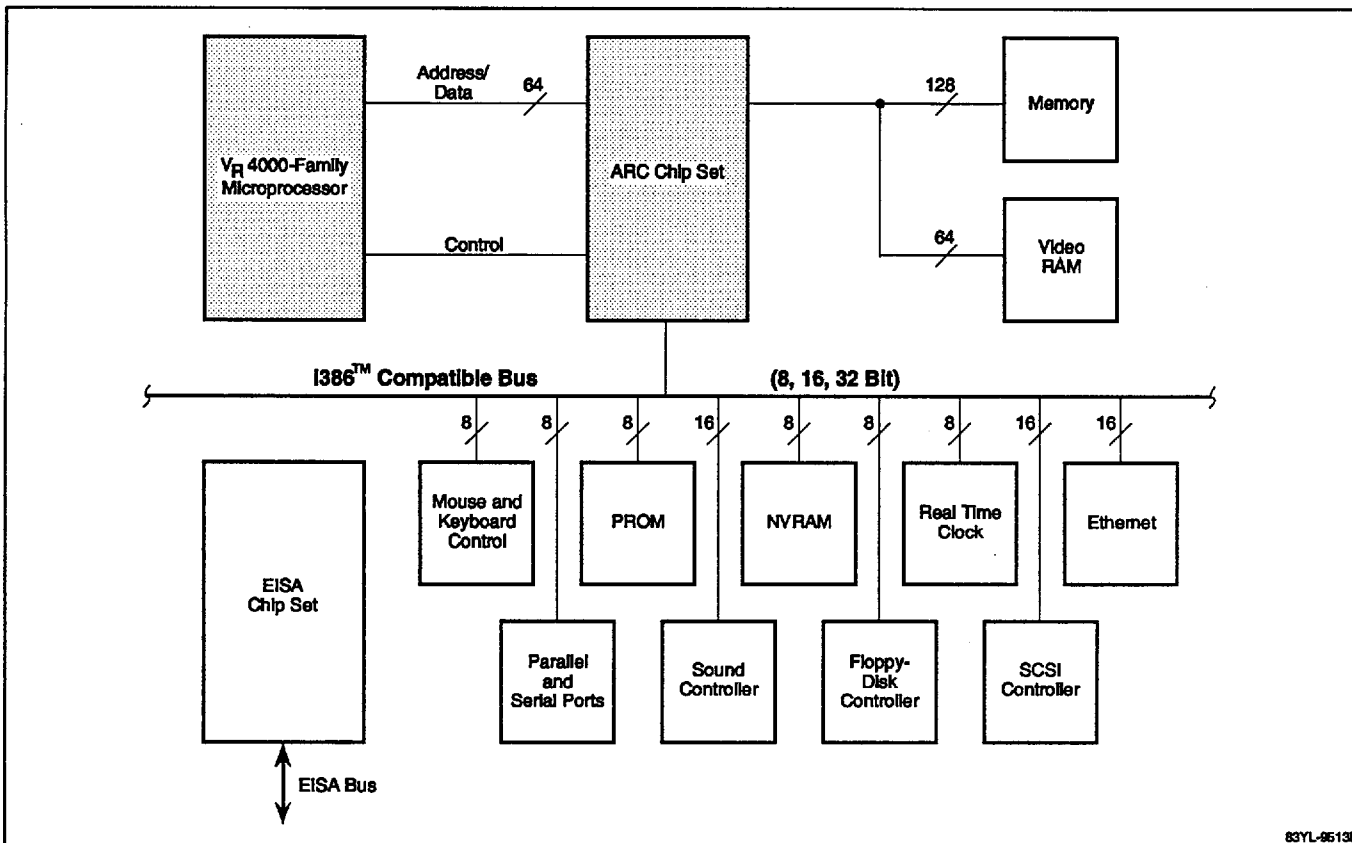 Address/
Data
64
128
Memory
VR 4000-Family
Microprocessor
ARC Chip Set
Control
64
Video
RAM
i386™ Compatible Bus (8, 16, 32 Bit)
8 8 8 16 8 8 8 16 16
Mouse and
Keyboard
Control
PROM
NVRAM
Real Time
Clock
Ethernet
EISA
Chip Set
Parallel
and
Serial Ports
Sound
Controller
Floppy-
Disk
Controller
SCSI
Controller
EISA Bus